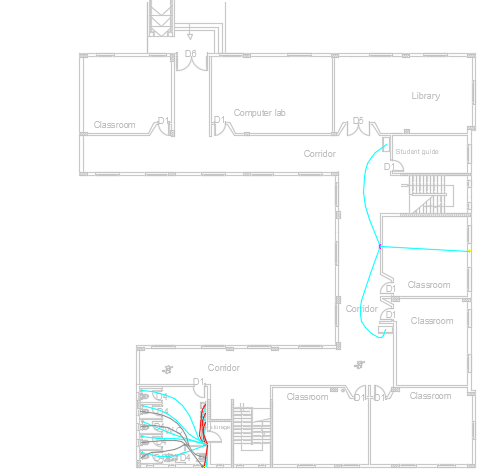 D6
Library
Computer lab
Classroom
D1
D1
D5
Corridor
Student guide
D1
Classroom
D1
Corridor
D1
Classroom
Corridor
D1
Classroom
D1
D1
Classroom
Storage